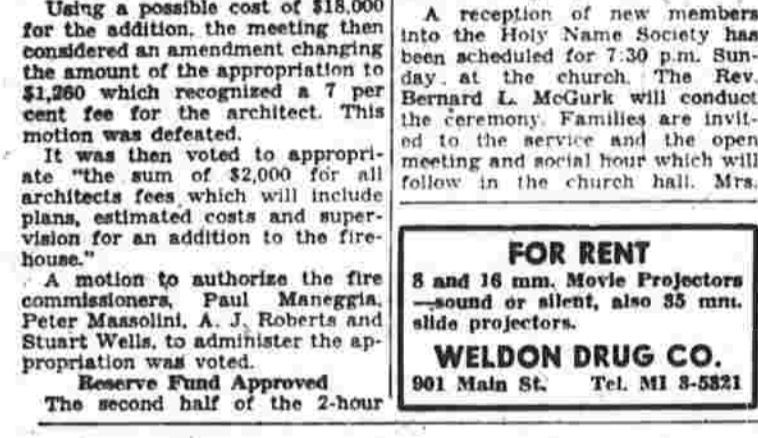 Using a possible cost of $18,000
for the addition, the meeting then
considered an amendment changing
the amount of the appropriation to
$1,260 which recognized a 7 per
cent fee for the architect. This
motion was defeated.
It was then voted to appropri-
ate "the sum of $2,000 for all
architects fees which will include
plans, estimated costs and super-
vision for an addition to the fire-
house."
A motion to authorize the fire
commissioners, Paul Maneggia,
Peter Massolini, A. J. Roberts and
Stuart Wells, to administer the ap-
propriation was voted.
Reserve Fund Approved
The second half of the 2-hour
A reception of new members
into the Holy Name Society has
been scheduled for 7:30 p.m. Sun-
day at the church. The Rev.
Bernard L. McGurk will conduct
the ceremony. Families are invit-
ed to the service and the open
meeting and social hour which will
follow in the church hall. Mrs.
FOR RENT
8 and 16 mm. Movie Projectors
—sound or silent, also 35 mm.
slide projectors.
WELDON DRUG CO.
901 Main St. Tel. MI 3-5321